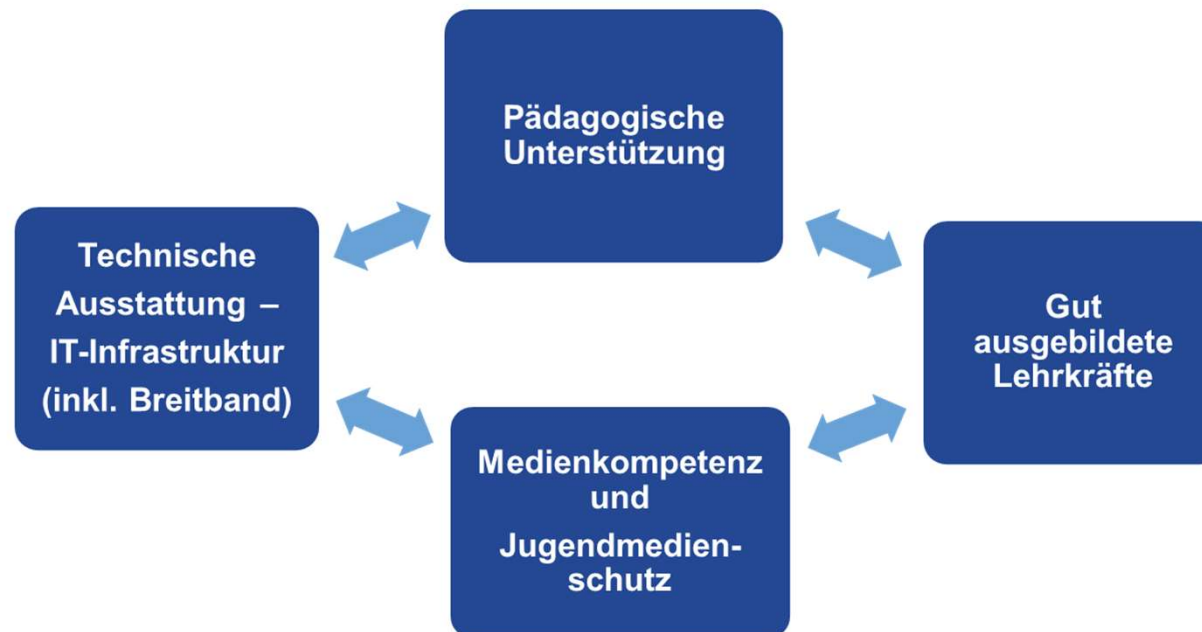 Pädagogische
Unterstützung
Technische
Ausstattung –
IT-Infrastruktur
(inkl. Breitband)
Gut
ausgebildete
Lehrkräfte
Medienkompetenz
und
Jugendmedien-
schutz